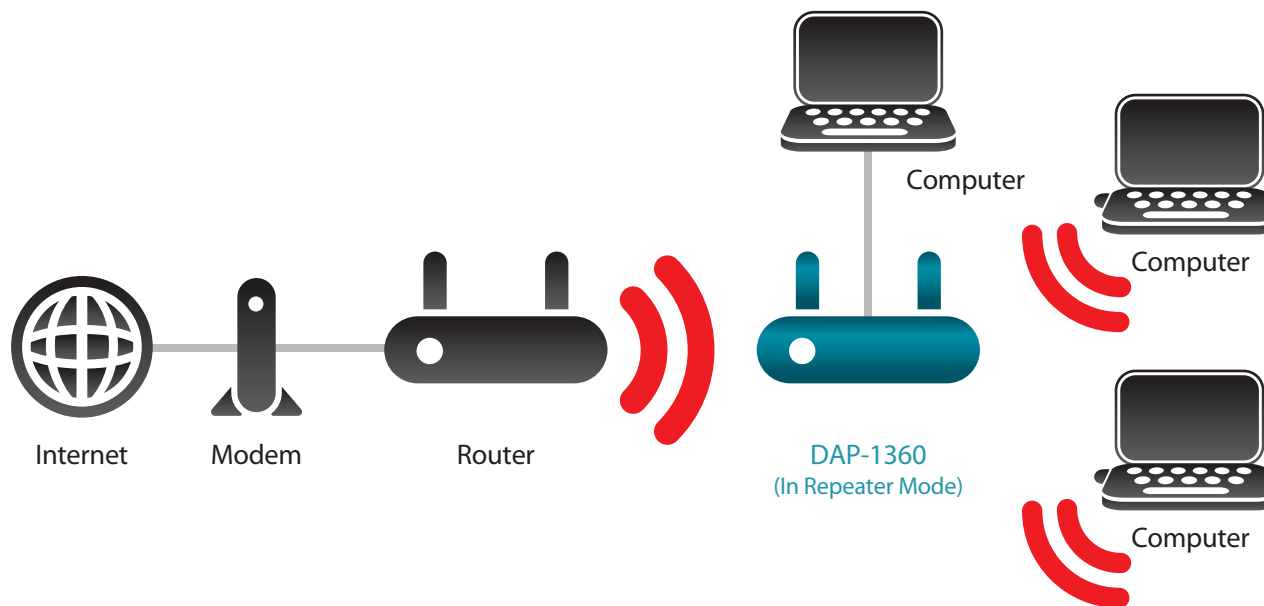 Computer
Computer
Internet
Modem
Router
DAP-1360
(In Repeater Mode)
Computer